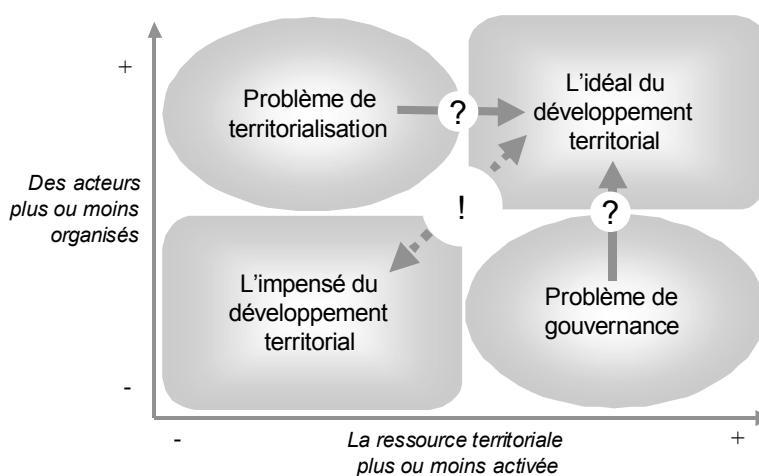 +
Problème de
territorialisation
?
L'idéal du
développement
territorial
Des acteurs
plus ou moins
organisés
!
?
L'impensé du
développement
territorial
Problème de
gouvernance
-
-
La ressource territoriale
plus ou moins activée
+